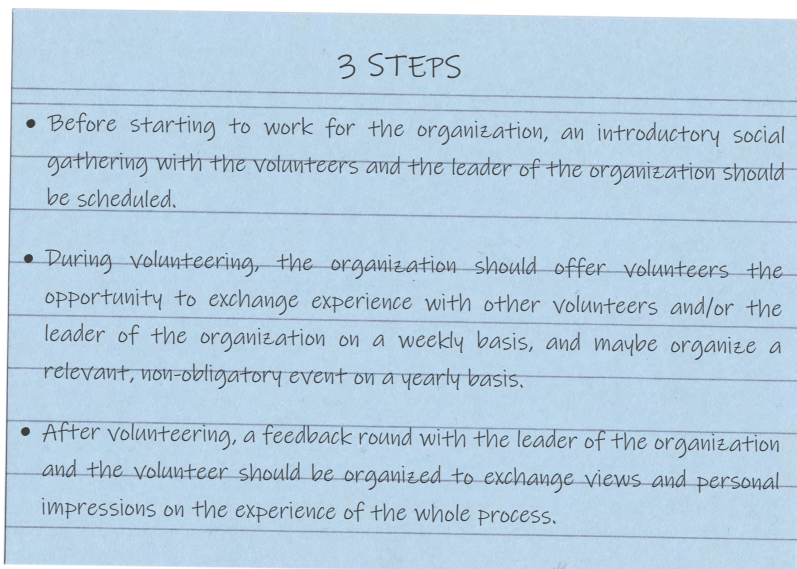 3 STEPS
• Before starting to work for the organization, an introductory social
gathering with the volunteers and the leader of the organization should
be scheduled.
• During volunteering, the organization should offer volunteers the
opportunity to exchange experience with other volunteers and/or the
leader of the organization on a weekly basis, and maybe organize a
relevant, non-obligatory event on a yearly basis.
• After volunteering, a feedback round with the leader of the organization
and the volunteer should be organized to exchange views and personal
impressions on the experience of the whole process.